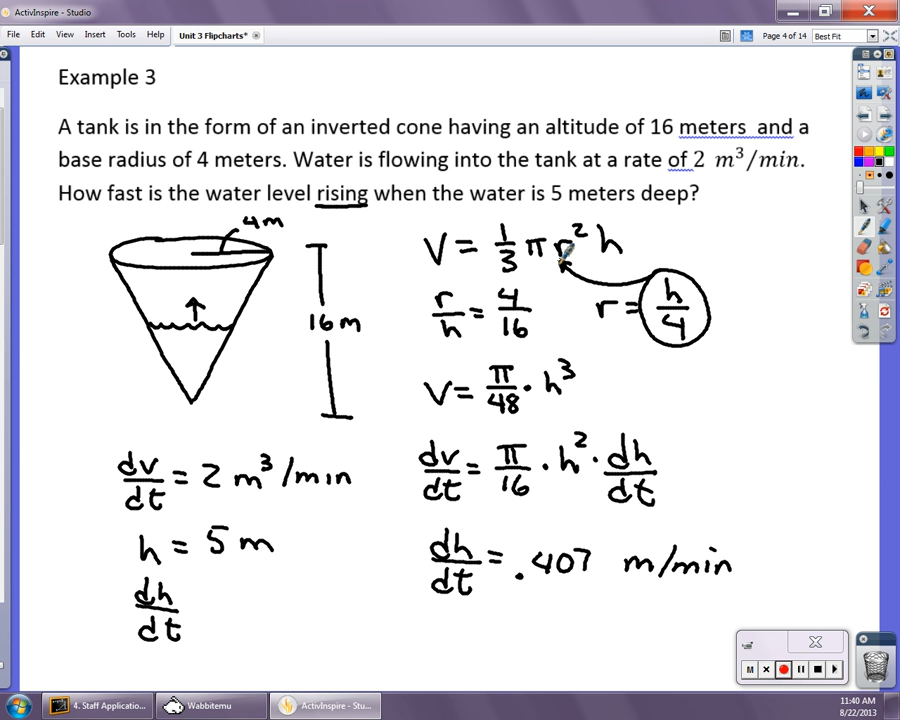 ActivInspire - Studio
File Edit View Insert Tools Help Unit 3 Flipcharts* Page 4 of 14 Best Fit
Example 3
A tank is in the form of an inverted cone having an altitude of 16 meters and a
base radius of 4 meters. Water is flowing into the tank at a rate of 2 m³/min.
How fast is the water level rising when the water is 5 meters deep?
4m
16 m
V = 1/3 π r² h
r/h = 4/16
r = h/4
V = π/48 · h³
dv/dt = 2 m³/min
dv/dt = π/16 · h² · dh/dt
h = 5 m
dh/dt = .407 m/min
dh/dt
M
4. Staff Applicatio... Wabbitemu ActivInspire - Stu...
11:40 AM
8/22/2013